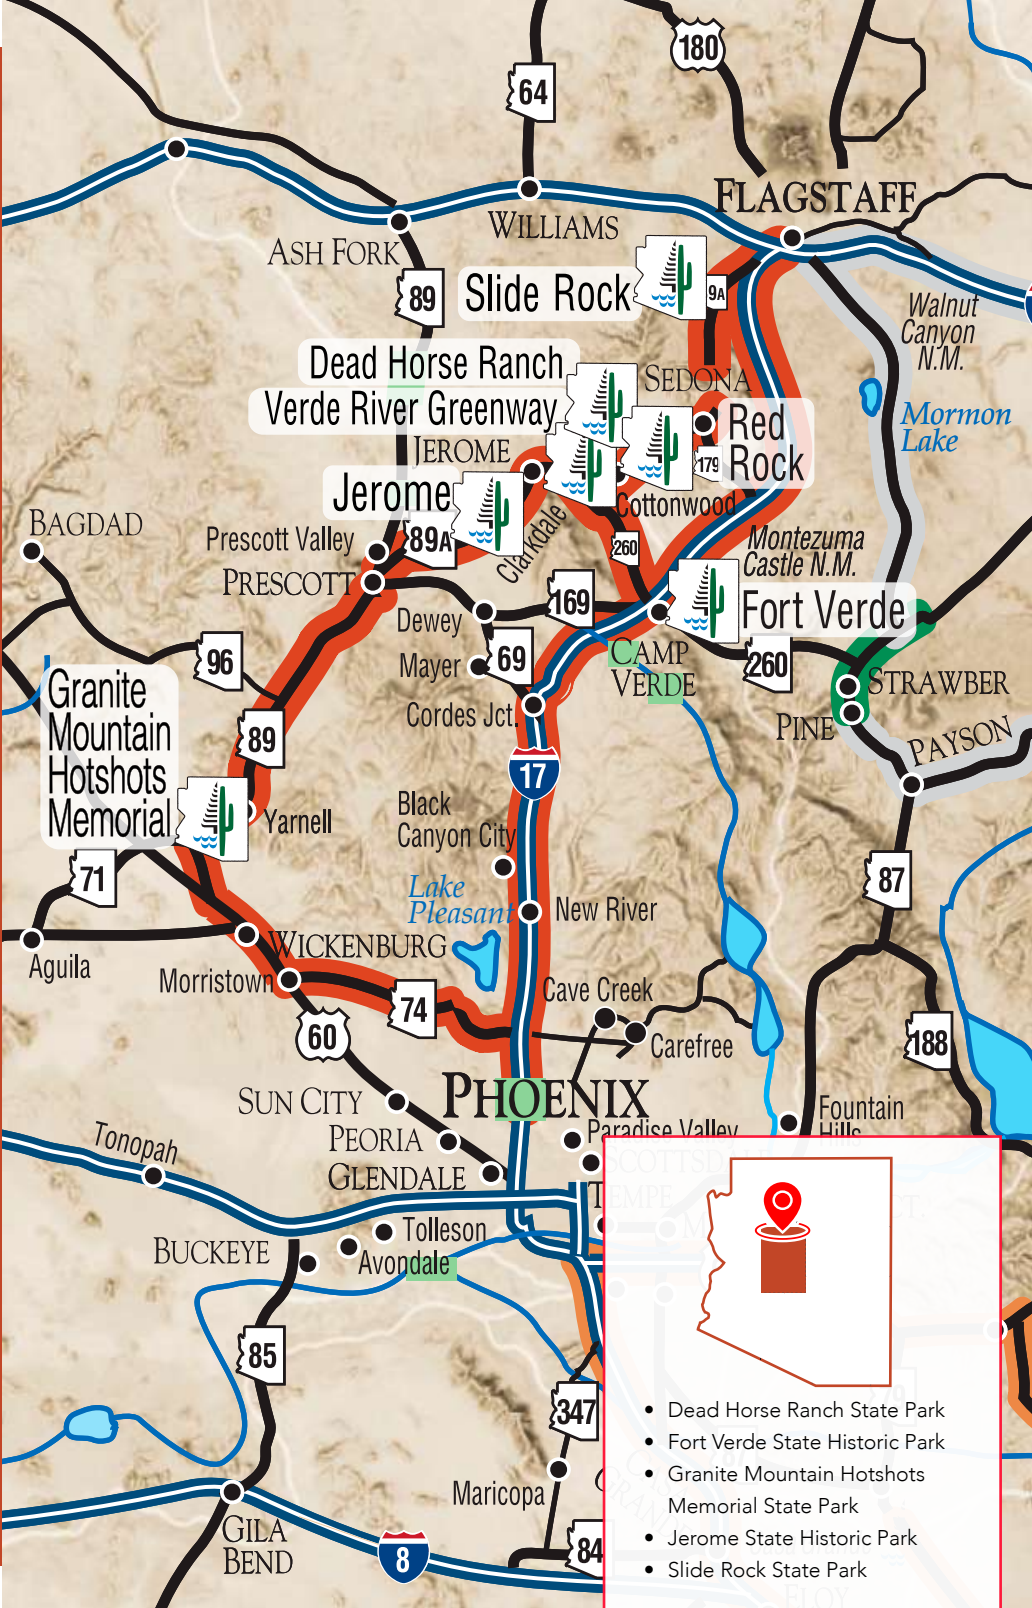 180
64
FLAGSTAFF
WILLIAMS
ASH FORK
89
Slide Rock
9A
Walnut
Canyon
N.M.
Dead Horse Ranch
SEDONA
Verde River Greenway
Mormon
Lake
Red
Rock
JEROME
179
Jerome
Cottonwood
BAGDAD
Prescott Valley
89A
Clarkdale
260
Montezuma
Castle N.M.
PRESCOTT
169
Dewey
Fort Verde
96
Mayer
69
CAMP
VERDE
260
STRAWBER
Granite
Mountain
Hotshots
Memorial
Cordes Jct.
PINE
89
PAYSON
17
Yarnell
Black
Canyon City
71
87
Lake
Pleasant
New River
WICKENBURG
Aguila
Morristown
Cave Creek
74
60
Carefree
188
SUN CITY
PHOENIX
Fountain
Hills
PEORIA
Paradise Valley
Tonopah
SCOTTSDALE
GLENDALE
TEMPE
CT.
Tolleson
BUCKEYE
Avondale
85
347
Maricopa
GILA
BEND
8
84
ELOY
• Dead Horse Ranch State Park
• Fort Verde State Historic Park
• Granite Mountain Hotshots
Memorial State Park
• Jerome State Historic Park
• Slide Rock State Park